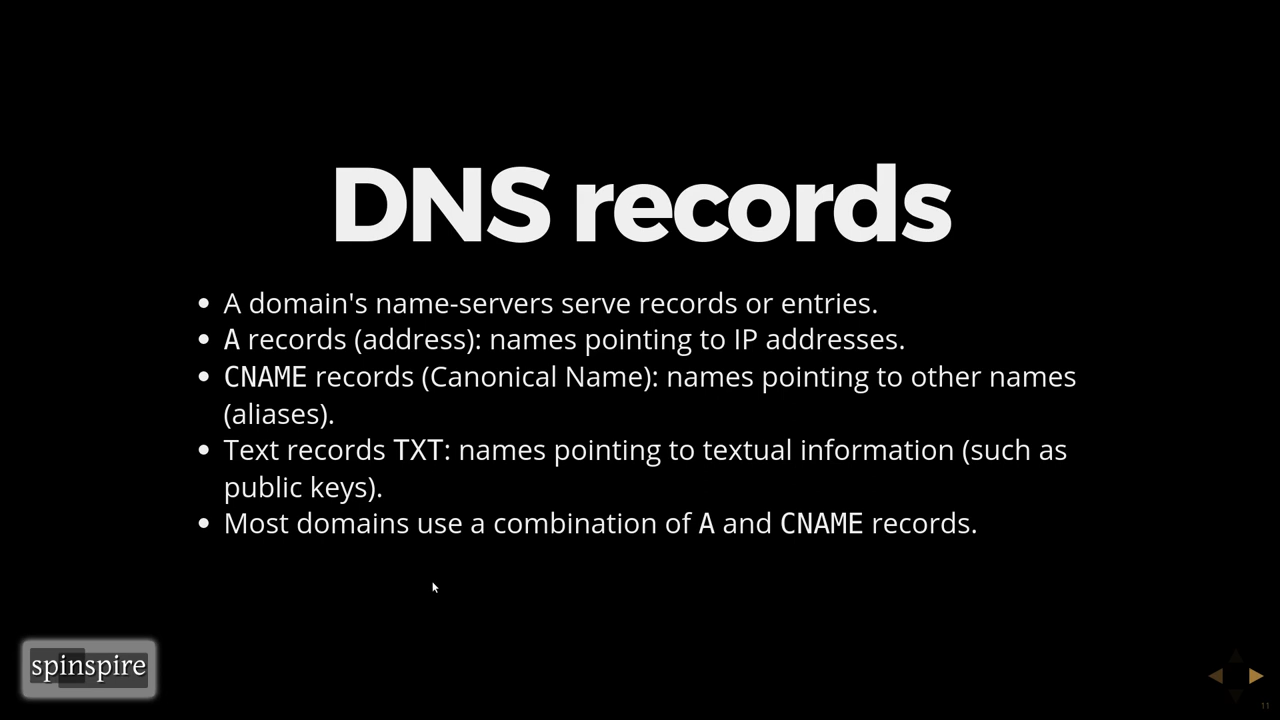 DNS records
A domain's name-servers serve records or entries.
A records (address): names pointing to IP addresses.
CNAME records (Canonical Name): names pointing to other names
(aliases).
Text records TXT: names pointing to textual information (such as
public keys).
Most domains use a combination of A and CNAME records.
spinspire
11